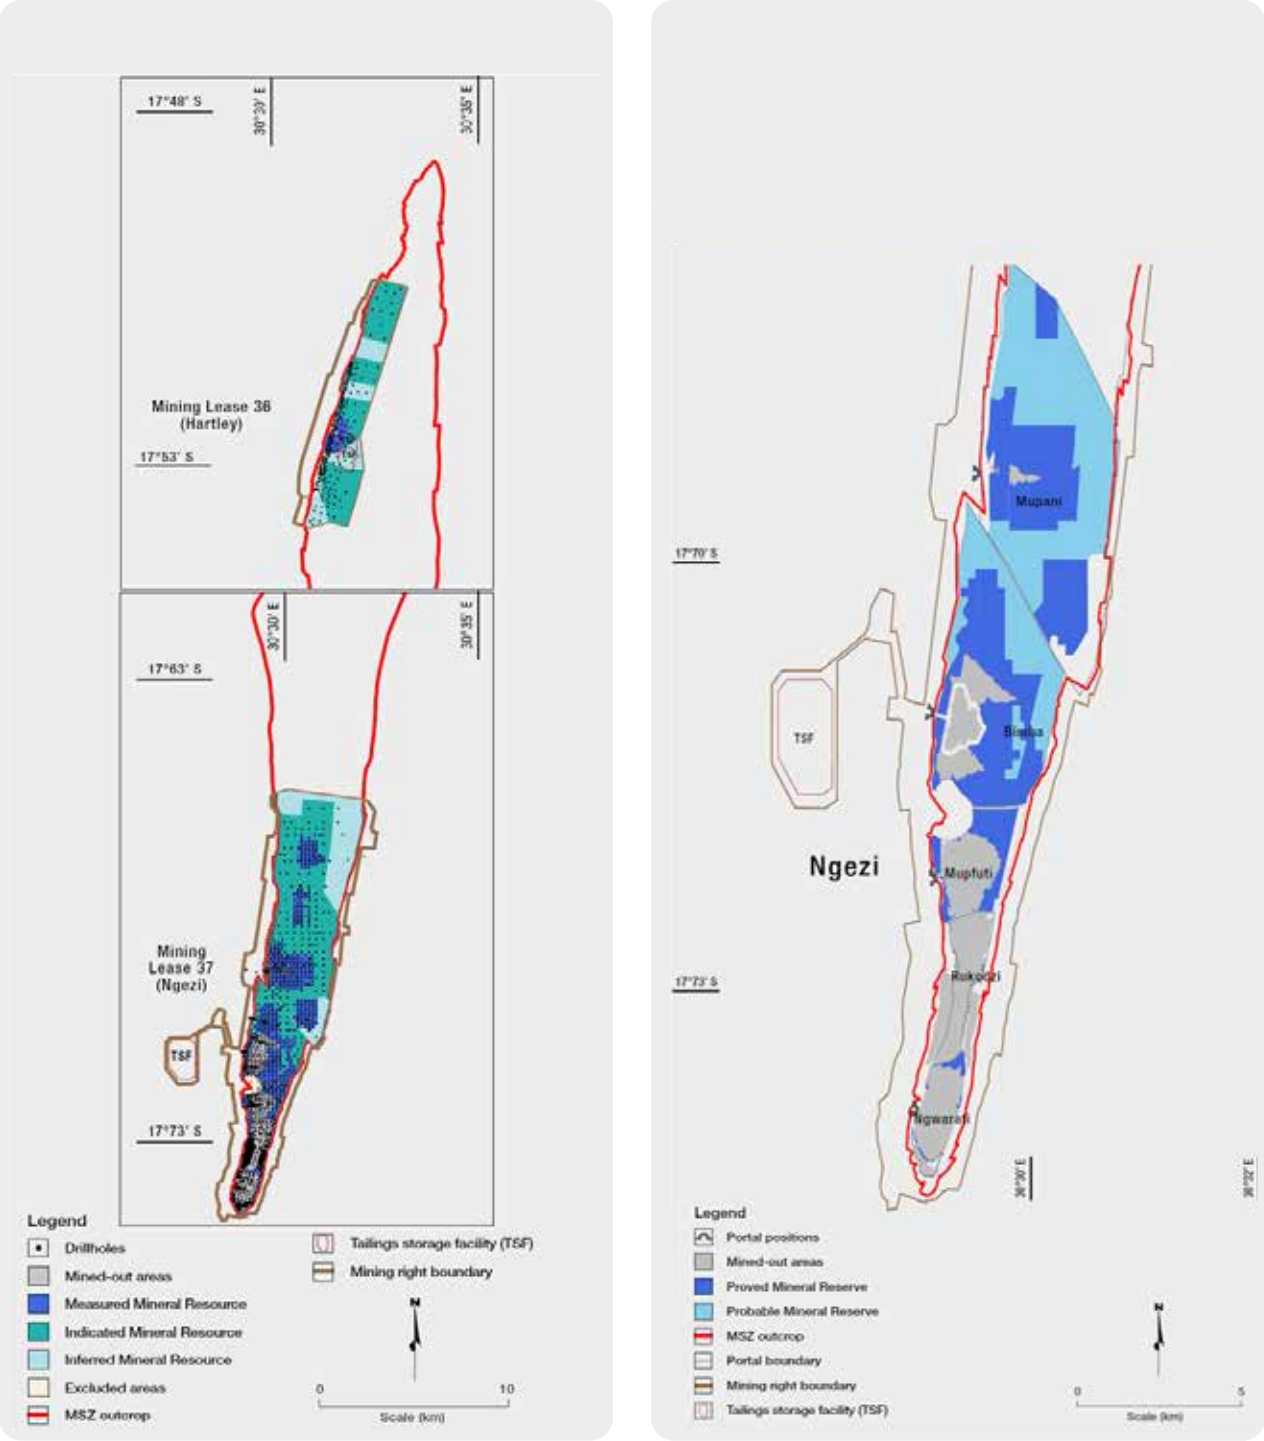 17°48' S
30°30' E
30°35' E
Mining Lease 36
(Hartley)
17°53' S
30°30' E
30°35' E
17°63' S
Mining
Lease 37
(Ngezi)
TSF
17°73' S
Legend
Drillholes
Mined-out areas
Measured Mineral Resource
Indicated Mineral Resource
Inferred Mineral Resource
Excluded areas
MSZ outcrop
Tailings storage facility (TSF)
Mining right boundary
N
0 10
Scale (km)
Mupani
17°70' S
TSF
Bimha
Ngezi
Mupfuti
17°73' S
Rukodzi
Ngwarati
30°30' E
30°32' E
Legend
Portal positions
Mined-out areas
Proved Mineral Reserve
Probable Mineral Reserve
MSZ outcrop
Portal boundary
Mining right boundary
Tailings storage facility (TSF)
N
0 5
Scale (km)